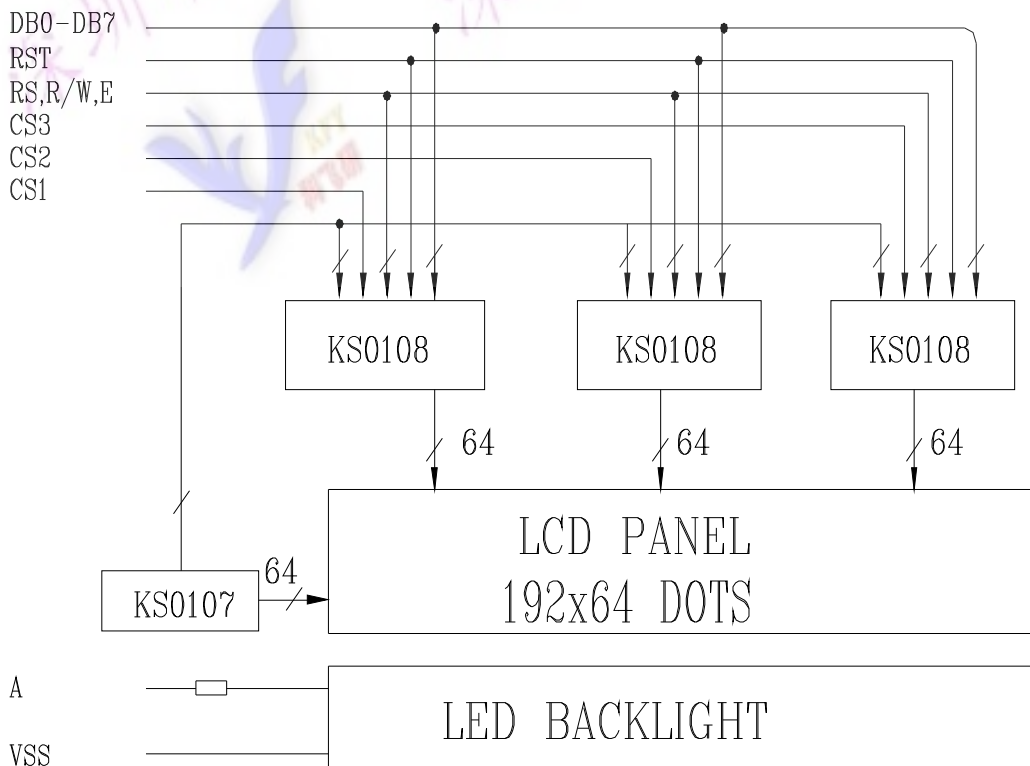 DB0-DB7
RST
RS,R/W,E
CS3
CS2
CS1
KFY
KS0108
KS0108
KS0108
64
64
64
LCD PANEL
192x64 DOTS
64
KS0107
A
LED BACKLIGHT
VSS